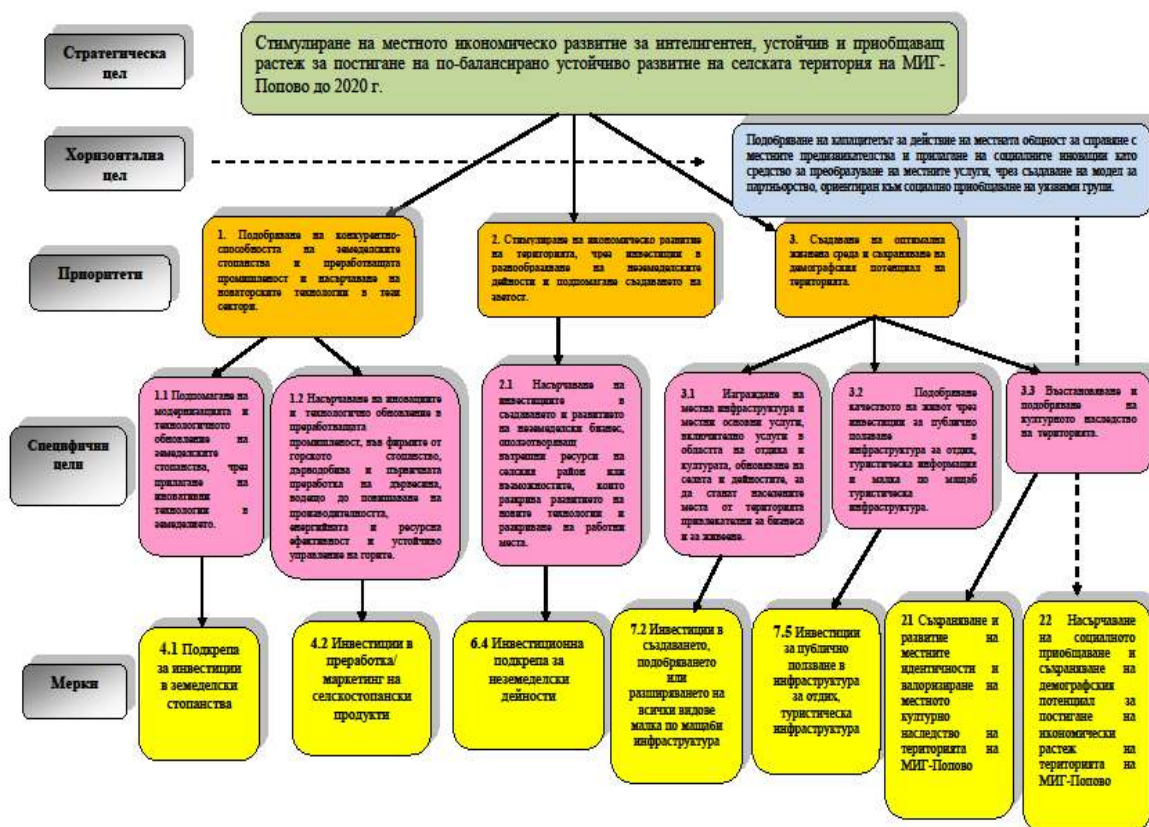 Стратегическа
цел
Стимулиране на местното икономическо развитие за интелигентен, устойчив и приобщаващ
растеж за постигане на по-балансирано устойчиво развитие на селската територия на МИГ-
Попово до 2020 г.
Хоризонтална
цел
Подобряване на капацитетът за действие на местната общност за справяне с
местните предизвикателства и прилагане на социалните иновации като
средство за преобразуване на местните услуги, чрез създаване на модел за
партньорство, ориентиран към социално приобщаване на уязвими групи.
Приоритети
1. Подобряване на конкурентно-
способността на земеделските
стопанства и преработващата
промишленост и насърчаване на
новаторските технологии в тези
сектори.
2. Стимулиране на икономическо развитие
на територията, чрез инвестиции в
разнообразяване на неземеделските
дейности и подпомагане създаването на
заетост.
3. Създаване на оптимална
жизнена среда и съхраняване на
демографския потенциал на
територията.
Специфични
цели
1.1 Подпомагане на
модернизацията и
технологичното
обновление на
земеделските
стопанства, чрез
прилагане на
иновативни
технологии в
земеделието.
1.2 Насърчаване на иновациите
и технологично обновление в
преработващата
промишленост, във фирмите от
горското стопанство,
дърводобива и първичната
преработка на дървесина,
водещо до повишаване на
производителността,
енергийната и ресурсна
ефективност и устойчиво
управление на горите.
2.1 Насърчаване на
инвестициите в
създаването и развитието
на неземеделски бизнес,
оползотворяващ
вътрешни ресурси на
селския район или
възможностите, които
разкрива развитието на
новите технологии и
разкриване на работни
места.
3.1 Изграждане на
местна инфраструктура и
местни основни услуги,
включително услуги в
областта на отдиха и
културата, обновяване на
селата и дейностите, за
да станат населените
места от територията
привлекателни за бизнеса
и за живеене.
3.2 Подобряване
качеството на живот чрез
инвестиции за публично
ползване в
инфраструктура за отдих,
туристическа информация
и малка по мащаб
туристическа
инфраструктура.
3.3 Възстановяване и
подобряване на
културното наследство
на територията.
Мерки
4.1 Подкрепа
за инвестиции
в земеделски
стопанства
4.2 Инвестиции в
преработка/
маркетинг на
селскостопански
продукти
6.4 Инвестиционна
подкрепа за
неземеделски
дейности
7.2 Инвестиции в
създаването,
подобряването
или
разширяването на
всички видове
малка по мащаби
инфраструктура
7.5 Инвестиции
за публично
ползване в
инфраструктура
за отдих,
туристическа
инфраструктура
21 Съхраняване и
развитие на
местните
идентичности и
валоризиране на
местното
културно
наследство на
територията на
МИГ-Попово
22 Насърчаване
на социалното
приобщаване и
съхраняване на
демографския
потенциал за
постигане на
икономически
растеж на
територията на
МИГ-Попово